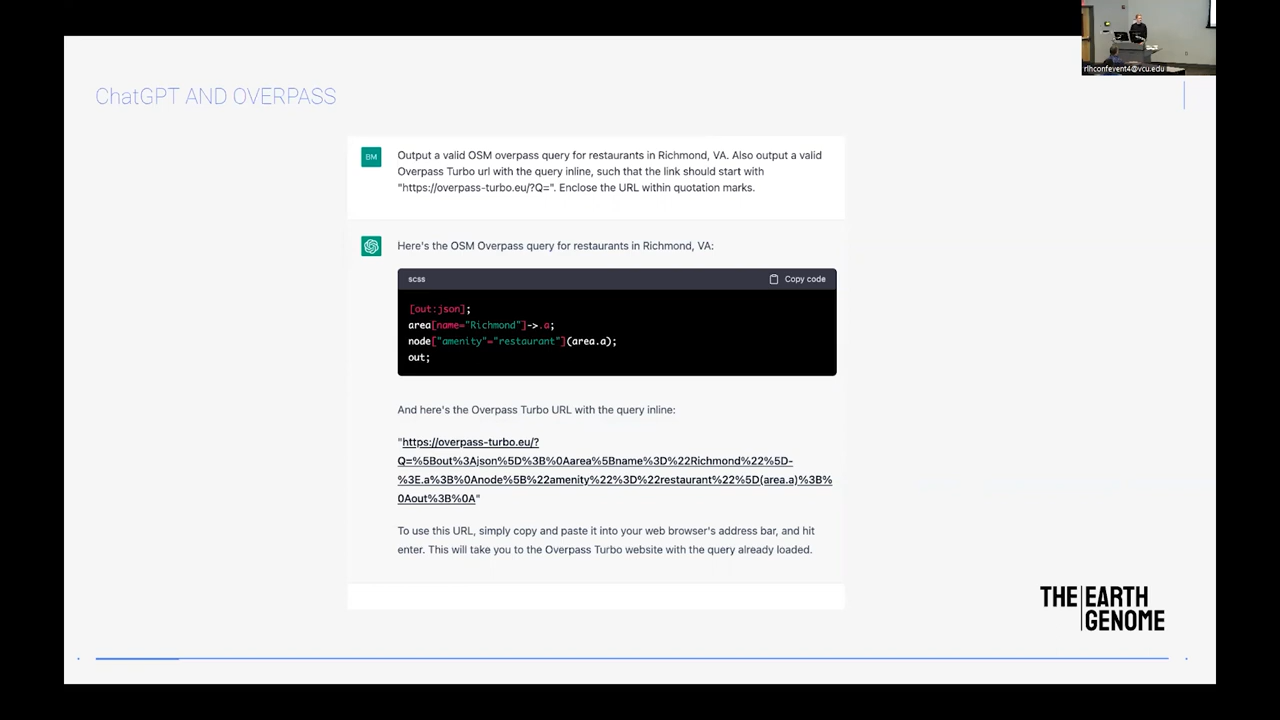 rlhconfevent4@vcu.edu
ChatGPT AND OVERPASS
BM
Output a valid OSM overpass query for restaurants in Richmond, VA. Also output a valid
Overpass Turbo url with the query inline, such that the link should start with
"https://overpass-turbo.eu/?Q=". Enclose the URL within quotation marks.
Here's the OSM Overpass query for restaurants in Richmond, VA:
scss
Copy code
[out:json];
area[name="Richmond"]->.a;
node["amenity"="restaurant"](area.a);
out;
And here's the Overpass Turbo URL with the query inline:
"https://overpass-turbo.eu/?
Q=%5Bout%3Ajson%5D%3B%0Aarea%5Bname%3D%22Richmond%22%5D-
%3E.a%3B%0Anode%5B%22amenity%22%3D%22restaurant%22%5D(area.a)%3B%
0Aout%3B%0A"
To use this URL, simply copy and paste it into your web browser's address bar, and hit
enter. This will take you to the Overpass Turbo website with the query already loaded.
THE EARTH
GENOME